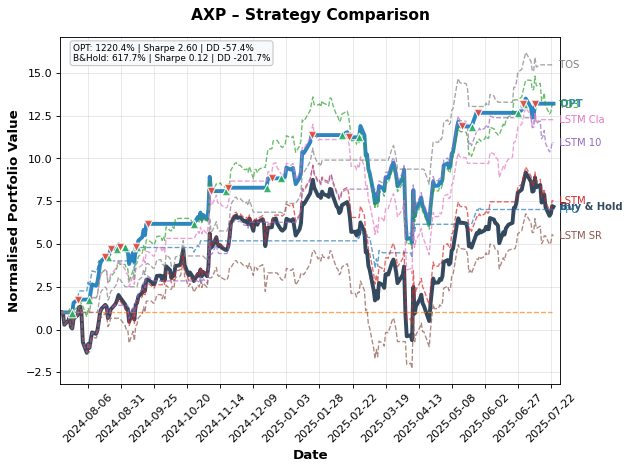 AXP – Strategy Comparison
OPT: 1220.4% | Sharpe 2.60 | DD -57.4%
B&Hold: 617.7% | Sharpe 0.12 | DD -201.7%
Normalised Portfolio Value
15.0
12.5
10.0
7.5
5.0
2.5
0.0
−2.5
TOS
OPT
LSTM Cla
LSTM 10
LSTM
Buy & Hold
LSTM SR
2024-08-06
2024-08-31
2024-09-25
2024-10-20
2024-11-14
2024-12-09
2025-01-03
2025-01-28
2025-02-22
2025-03-19
2025-04-13
2025-05-08
2025-06-02
2025-06-27
2025-07-22
Date